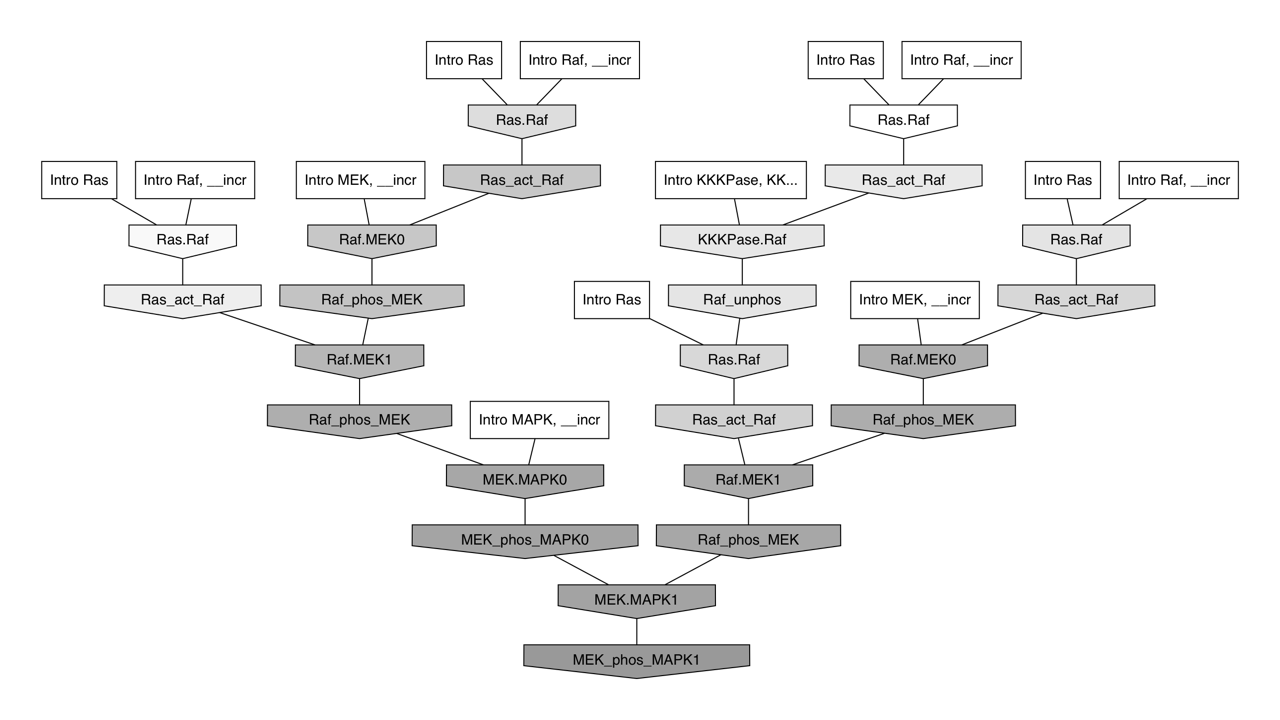 Intro Ras
Intro Raf, __incr
Intro Ras
Intro Raf, __incr
Ras.Raf
Ras.Raf
Intro Ras
Intro Raf, __incr
Intro MEK, __incr
Ras_act_Raf
Intro KKKPase, KK...
Ras_act_Raf
Intro Ras
Intro Raf, __incr
Ras.Raf
Raf.MEK0
KKKPase.Raf
Ras.Raf
Ras_act_Raf
Raf_phos_MEK
Intro Ras
Raf_unphos
Intro MEK, __incr
Ras_act_Raf
Raf.MEK1
Ras.Raf
Raf.MEK0
Raf_phos_MEK
Intro MAPK, __incr
Ras_act_Raf
Raf_phos_MEK
MEK.MAPK0
Raf.MEK1
MEK_phos_MAPK0
Raf_phos_MEK
MEK.MAPK1
MEK_phos_MAPK1